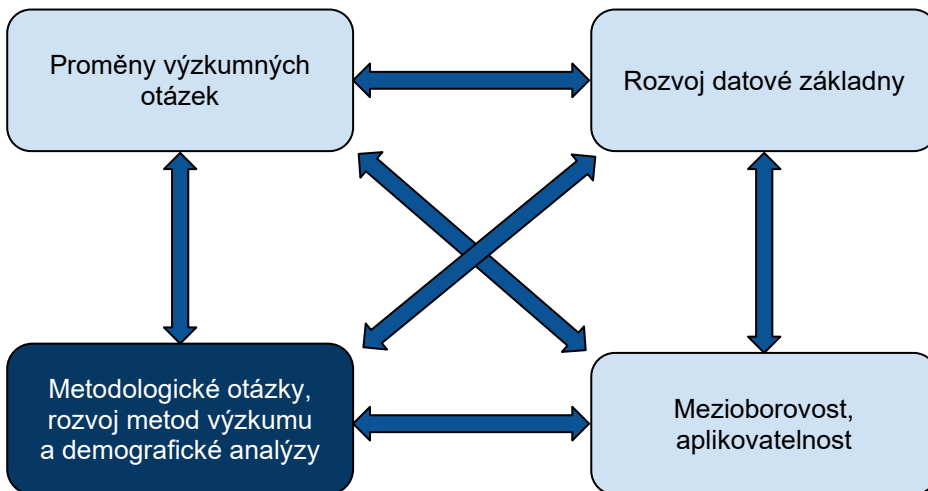 Proměny výzkumných
otázek
Rozvoj datové základny
Metodologické otázky,
rozvoj metod výzkumu
a demografické analýzy
Mezioborovost,
aplikovatelnost